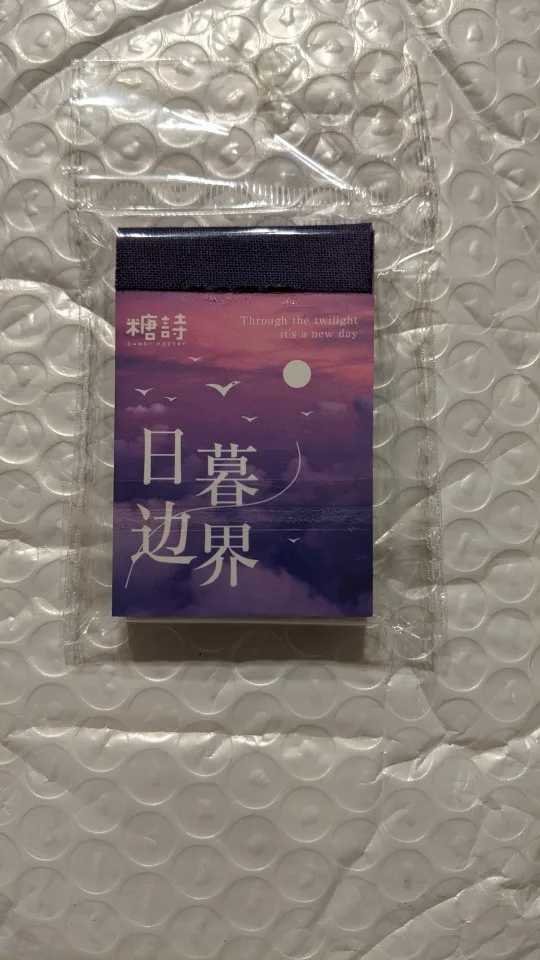 糖詩
CANDY POETRY
Through the twilight
it's a new day
日暮
边界